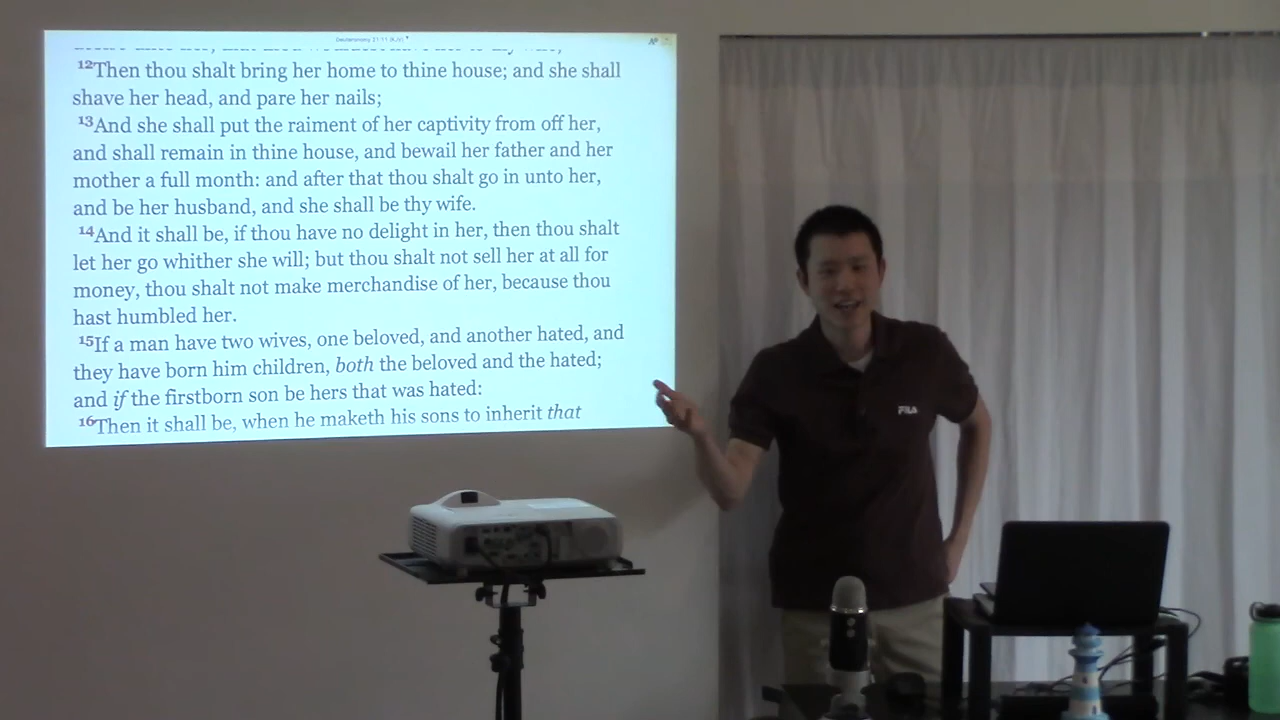 Deuteronomy 21:11 (KJV)
12Then thou shalt bring her home to thine house; and she shall
shave her head, and pare her nails;
13And she shall put the raiment of her captivity from off her,
and shall remain in thine house, and bewail her father and her
mother a full month: and after that thou shalt go in unto her,
and be her husband, and she shall be thy wife.
14And it shall be, if thou have no delight in her, then thou shalt
let her go whither she will; but thou shalt not sell her at all for
money, thou shalt not make merchandise of her, because thou
hast humbled her.
15If a man have two wives, one beloved, and another hated, and
they have born him children, both the beloved and the hated;
and if the firstborn son be hers that was hated:
16Then it shall be, when he maketh his sons to inherit that
FILA